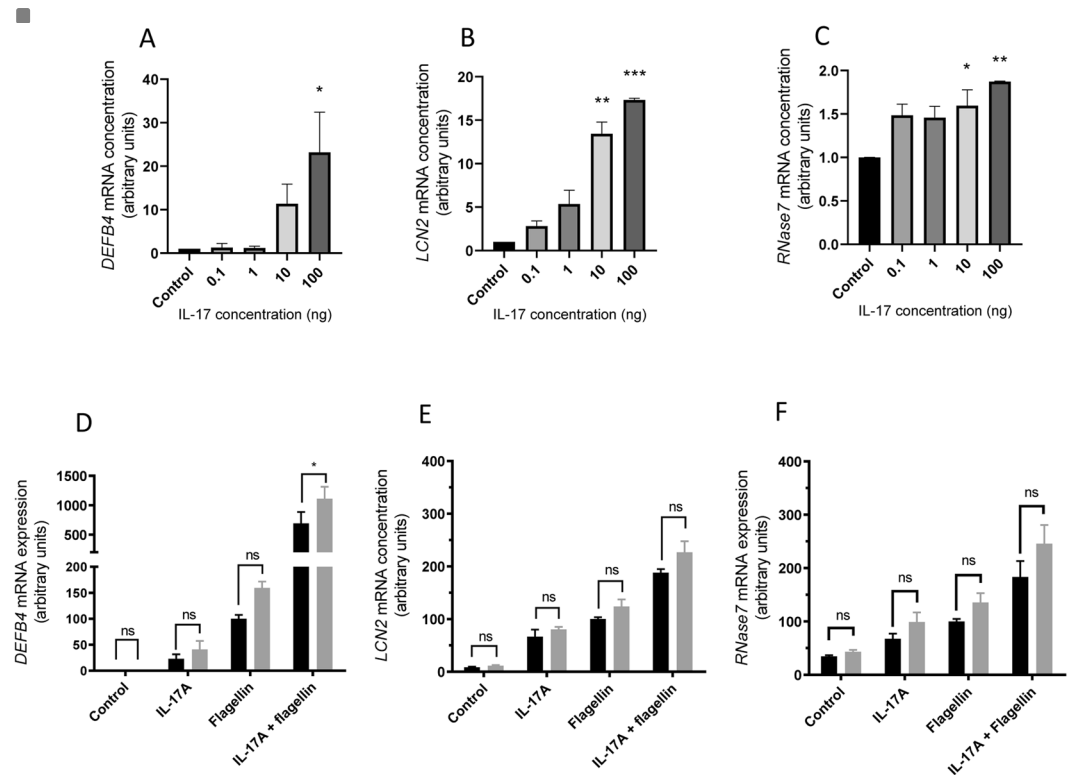 A
DEFB4 mRNA concentration
(arbitrary units)
40
30
20
10
0
*
Control
0.1
1
10
100
IL-17 concentration (ng)
B
LCN2 mRNA concentration
(arbitrary units)
20
15
10
5
0
**
***
Control
0.1
1
10
100
IL-17 concentration (ng)
C
RNase7 mRNA concentration
(arbitrary units)
2.0
1.5
1.0
0.5
0.0
*
**
Control
0.1
1
10
100
IL-17 concentration (ng)
D
DEFB4 mRNA expression
(arbitrary units)
1500
1000
500
200
150
100
50
0
ns
ns
ns
*
Control
IL-17A
Flagellin
IL-17A + flagellin
E
LCN2 mRNA concentration
(arbitrary units)
400
300
200
100
0
ns
ns
ns
ns
Control
IL-17A
Flagellin
IL-17A + flagellin
F
RNase7 mRNA expression
(arbitrary units)
400
300
200
100
0
ns
ns
ns
ns
Control
IL-17A
Flagellin
IL-17A + Flagellin